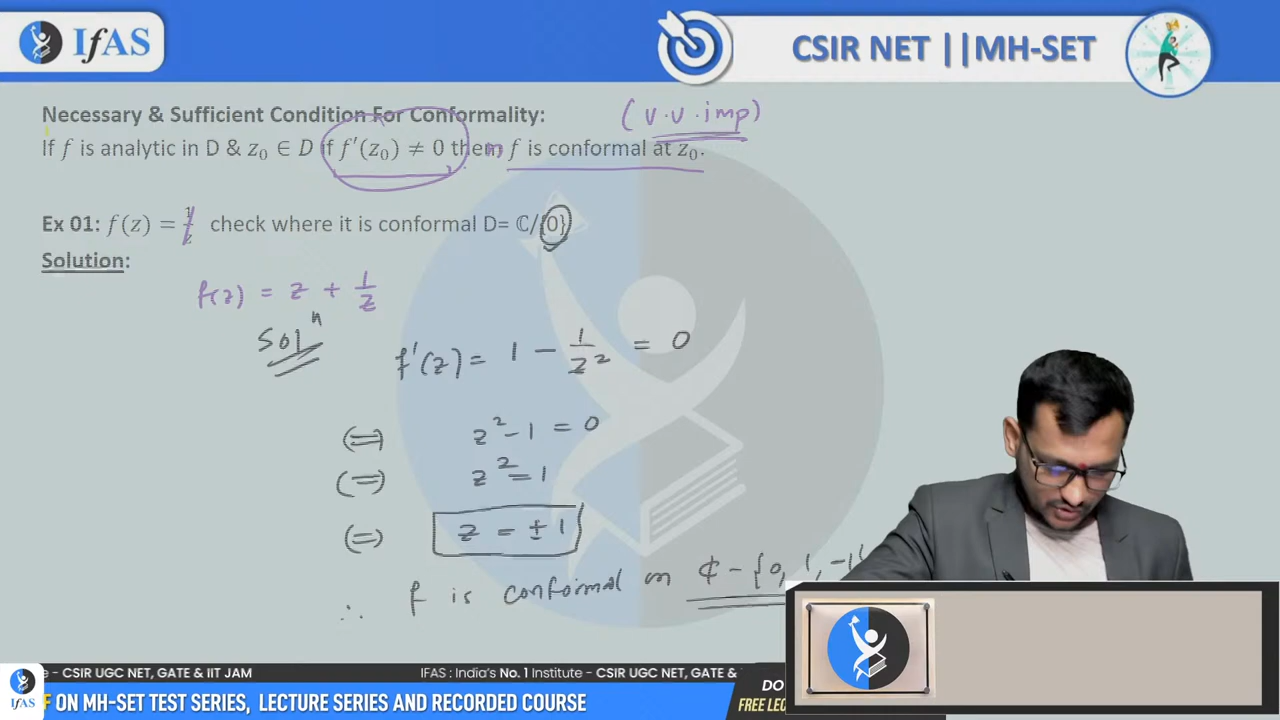 IfAS
CSIR NET ||MH-SET
Necessary & Sufficient Condition For Conformality:
(v.v.imp)
If f is analytic in D & z₀ ∈ D if f′(z₀) ≠ 0 then f is conformal at z₀.
Ex 01: f(z) = 1/z check where it is conformal D= ℂ/{0}
Solution:
f(z) = z + 1/z
Solⁿ
f'(z) = 1 - 1/z² = 0
(=) z²-1 = 0
(=) z² = 1
(=) z = ±1
∴ f is conformal on ₵ - {0, 1, -1}
e - CSIR UGC NET, GATE & IIT JAM IFAS : India's No. 1 Institute - CSIR UGC NET, GATE &
IfAS
F ON MH-SET TEST SERIES, LECTURE SERIES AND RECORDED COURSE
DO
FREE LEC